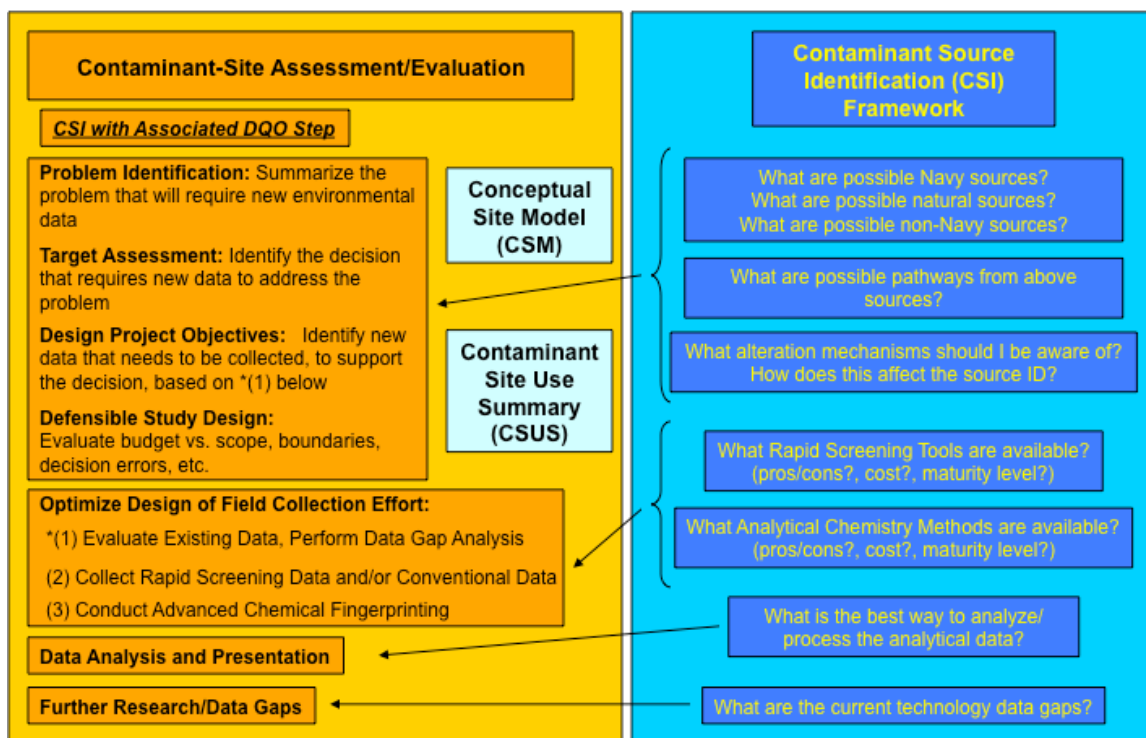 Contaminant-Site Assessment/Evaluation
CSI with Associated DQO Step
Problem Identification: Summarize the
problem that will require new environmental
data
Target Assessment: Identify the decision
that requires new data to address the
problem
Design Project Objectives: Identify new
data that needs to be collected, to support
the decision, based on *(1) below
Defensible Study Design:
Evaluate budget vs. scope, boundaries,
decision errors, etc.
Optimize Design of Field Collection Effort:
*(1) Evaluate Existing Data, Perform Data Gap Analysis
(2) Collect Rapid Screening Data and/or Conventional Data
(3) Conduct Advanced Chemical Fingerprinting
Data Analysis and Presentation
Further Research/Data Gaps
Conceptual
Site Model
(CSM)
Contaminant
Site Use
Summary
(CSUS)
Contaminant Source
Identification (CSI)
Framework
What are possible Navy sources?
What are possible natural sources?
What are possible non-Navy sources?
What are possible pathways from above
sources?
What alteration mechanisms should I be aware of?
How does this affect the source ID?
What Rapid Screening Tools are available?
(pros/cons?, cost?, maturity level?)
What Analytical Chemistry Methods are available?
(pros/cons?, cost?, maturity level?)
What is the best way to analyze/
process the analytical data?
What are the current technology data gaps?